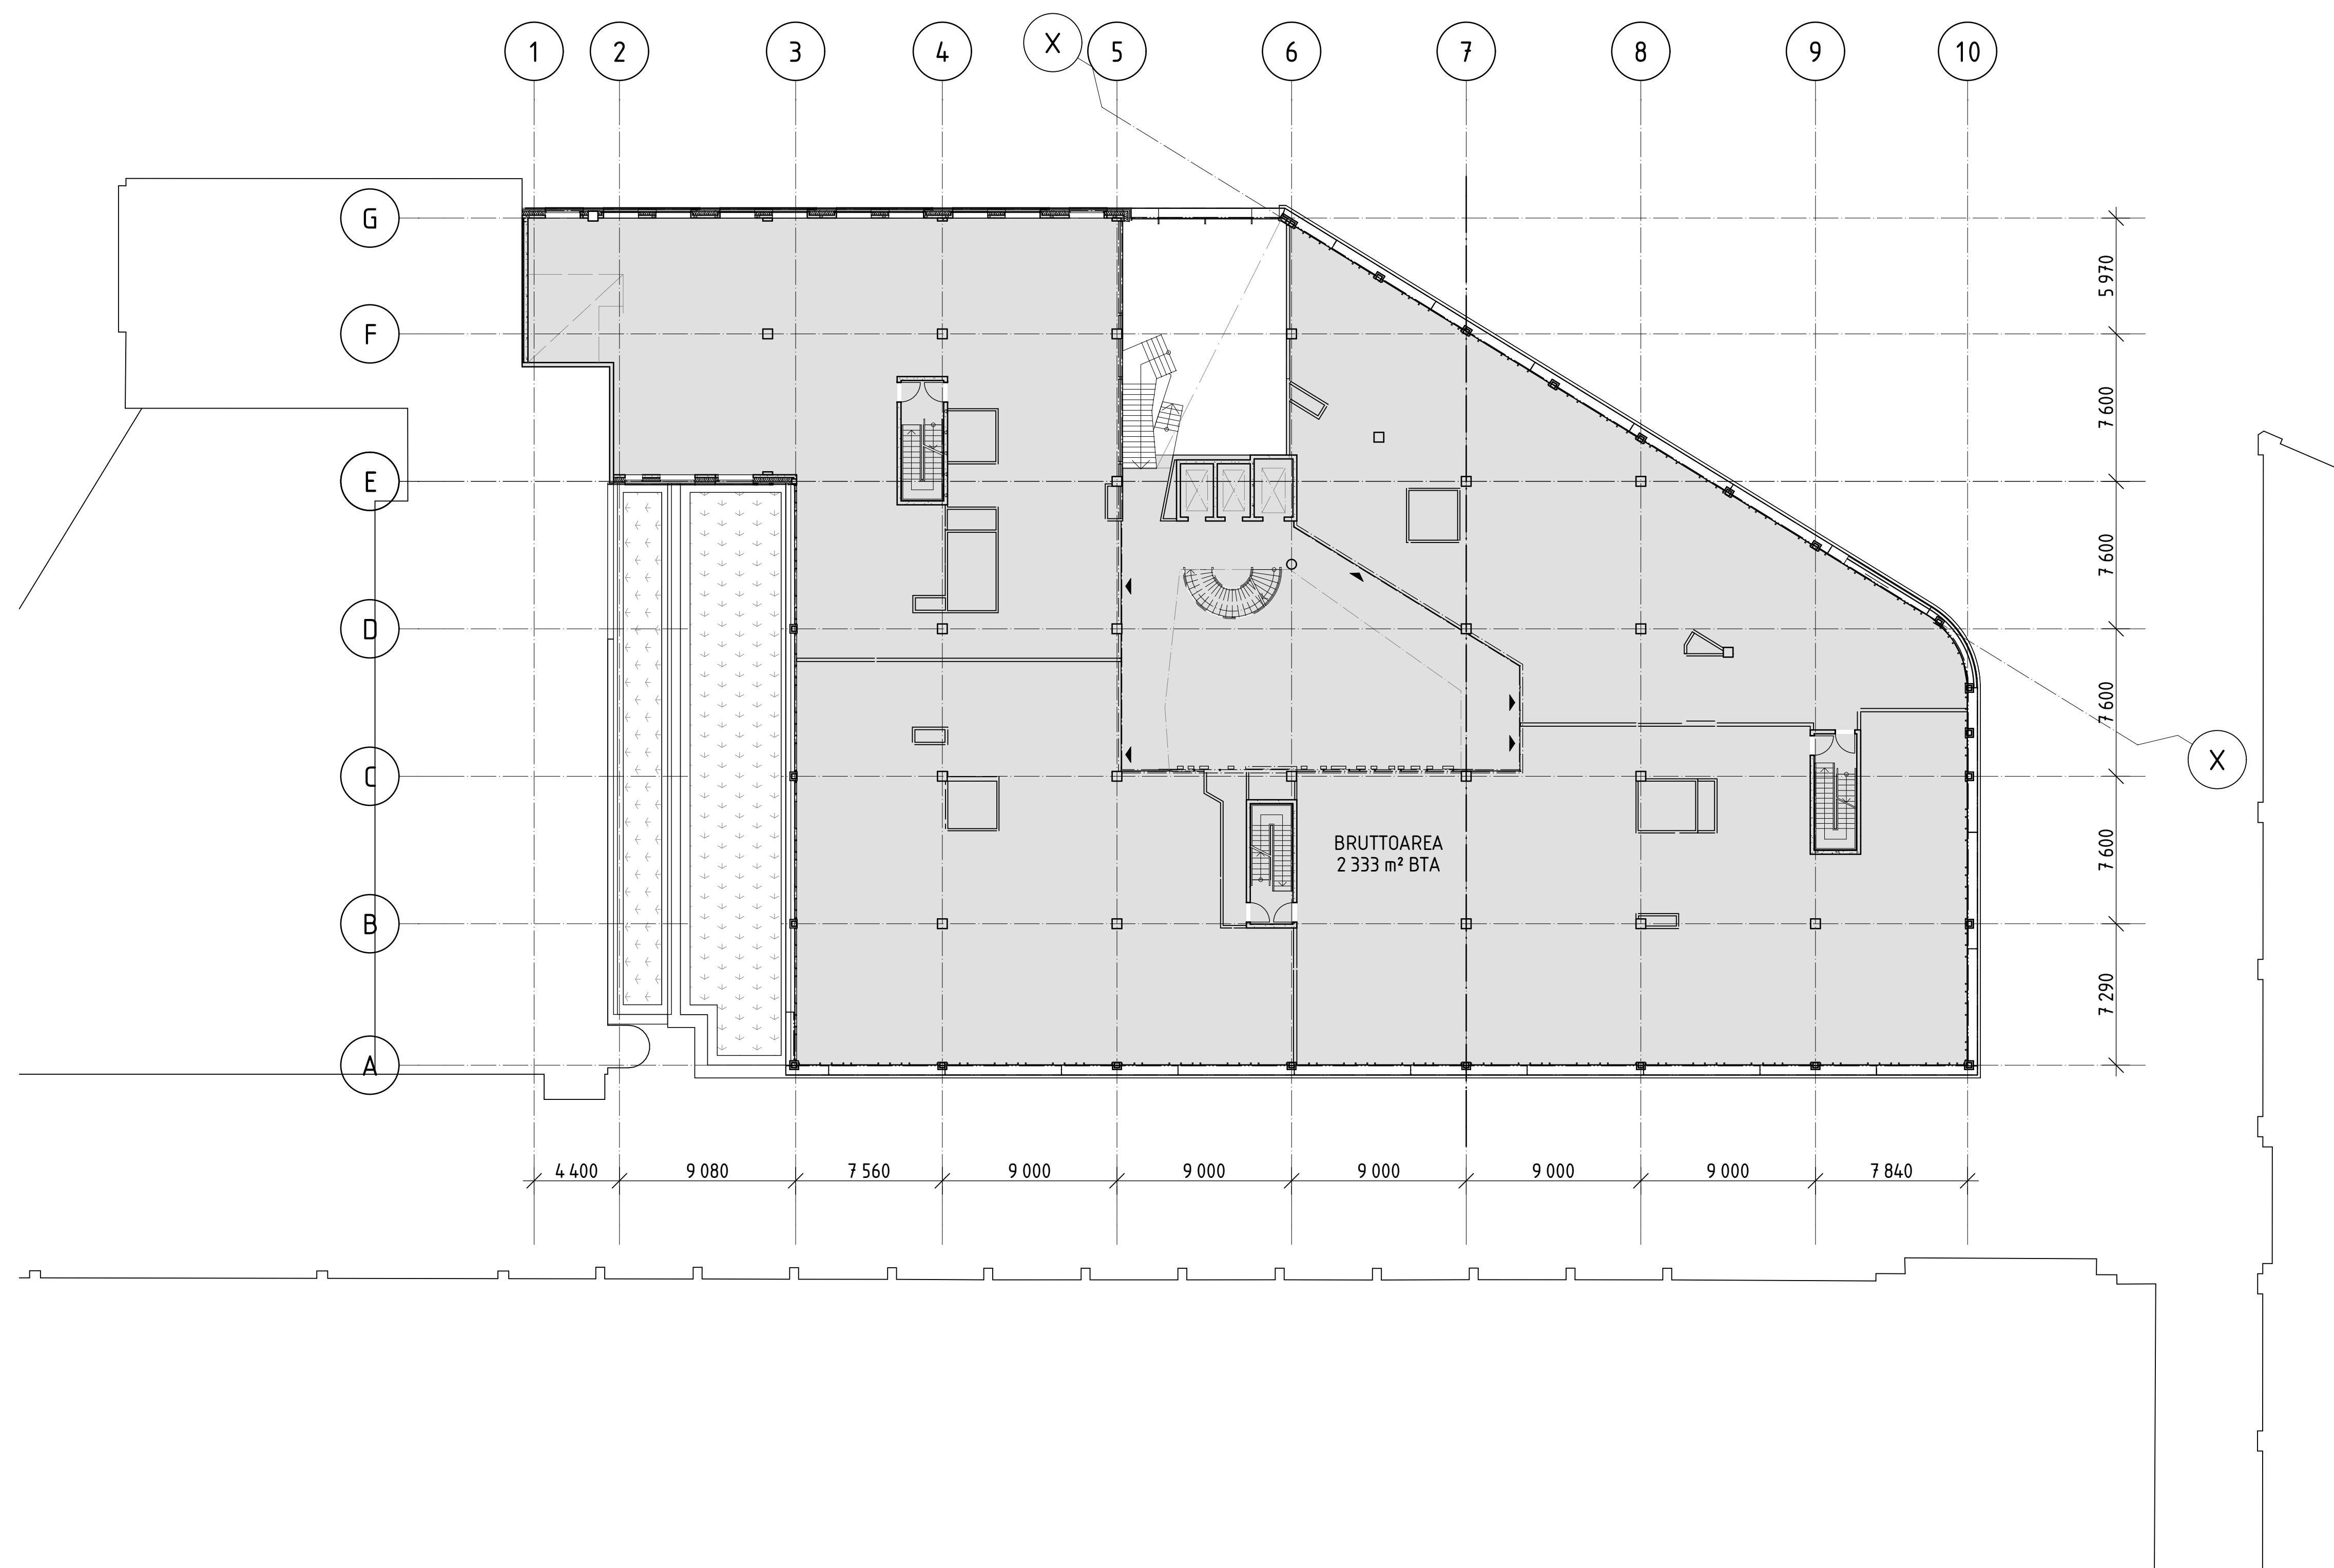 1 2 3 4 X 5 6 7 8 9 10
G
5 970
F
7 600
E
7 600
D
7 600
X
C
BRUTTOAREA
2 333 m² BTA
7 600
B
7 290
A
4 400 9 080 7 560 9 000 9 000 9 000 9 000 9 000 7 840